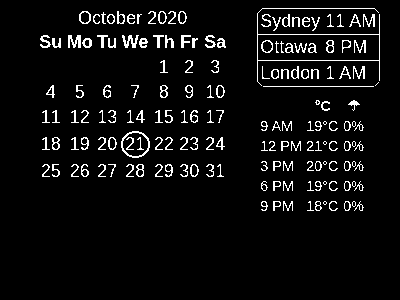 October 2020
Su Mo Tu We Th Fr Sa
1 2 3
4 5 6 7 8 9 10
11 12 13 14 15 16 17
18 19 20 21 22 23 24
25 26 27 28 29 30 31
Sydney 11 AM
Ottawa 8 PM
London 1 AM
°C ☂
9 AM 19°C 0%
12 PM 21°C 0%
3 PM 20°C 0%
6 PM 19°C 0%
9 PM 18°C 0%